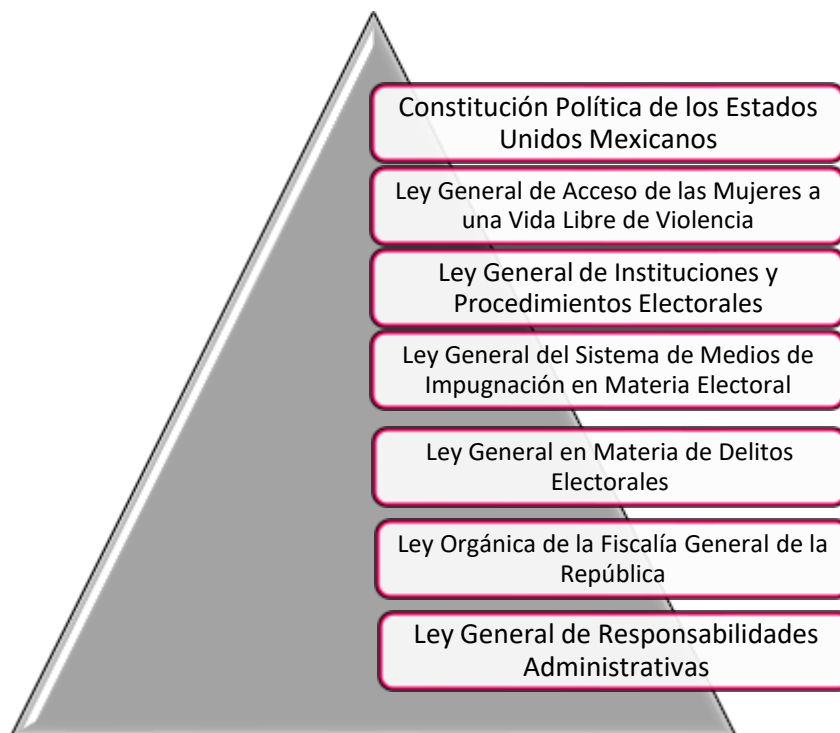 Constitución Política de los Estados
Unidos Mexicanos
Ley General de Acceso de las Mujeres a
una Vida Libre de Violencia
Ley General de Instituciones y
Procedimientos Electorales
Ley General del Sistema de Medios de
Impugnación en Materia Electoral
Ley General en Materia de Delitos
Electorales
Ley Orgánica de la Fiscalía General de la
República
Ley General de Responsabilidades
Administrativas